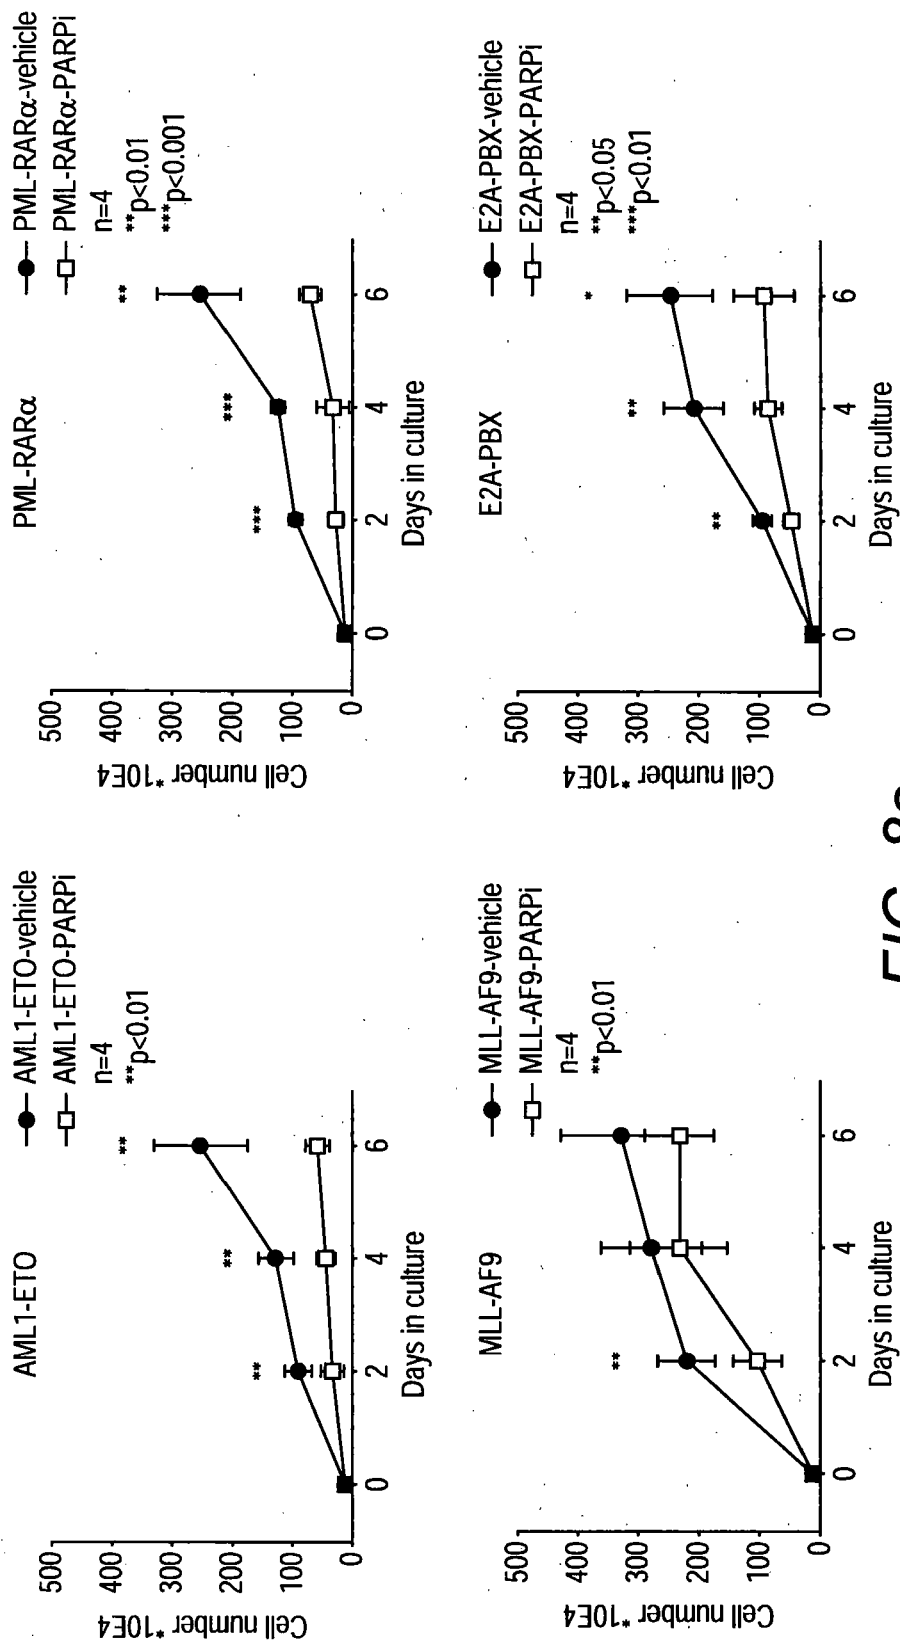 AML1-ETO
AML1-ETO-vehicle
AML1-ETO-PARPi
n=4
**p<0.01
**
**
**
Cell number*10E4
500
400
300
200
100
0
0
2
4
6
Days in culture
PML-RARα
PML-RARα-vehicle
PML-RARα-PARPi
n=4
**p<0.01
***p<0.001
***
***
**
Cell number*10E4
500
400
300
200
100
0
0
2
4
6
Days in culture
MLL-AF9
MLL-AF9-vehicle
MLL-AF9-PARPi
n=4
**p<0.01
**
Cell number*10E4
500
400
300
200
100
0
0
2
4
6
Days in culture
E2A-PBX
E2A-PBX-vehicle
E2A-PBX-PARPi
n=4
**p<0.05
***p<0.01
**
**
*
Cell number*10E4
500
400
300
200
100
0
0
2
4
6
Days in culture
FIG.